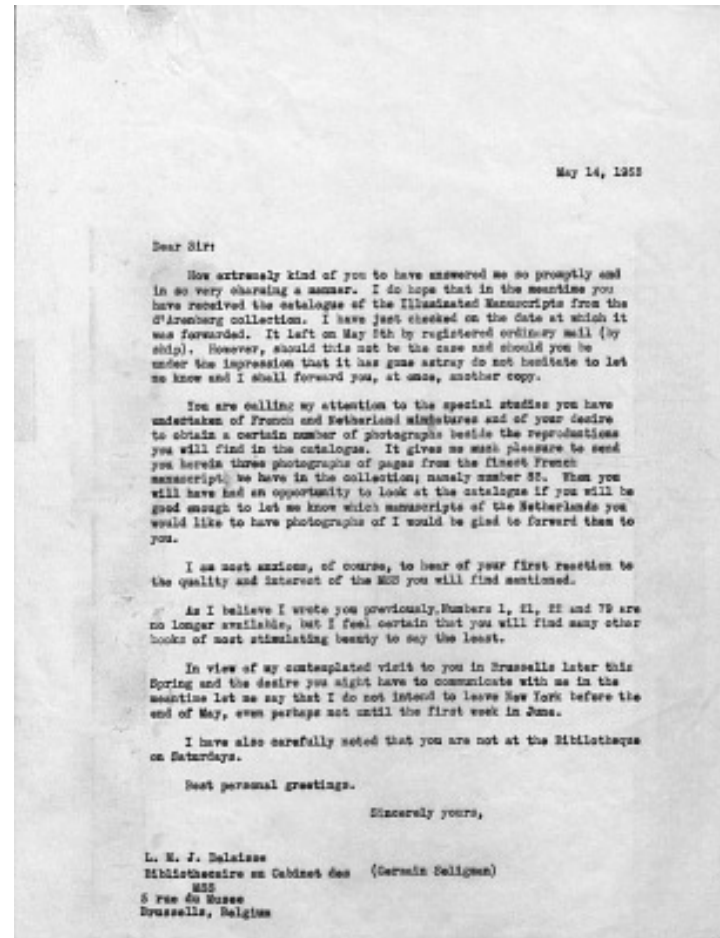 May 14, 1953
Dear Sir:
How extremely kind of you to have answered me so promptly and
in so very charming a manner. I do hope that in the meantime you
have received the catalogue of the Illuminated Manuscripts from the
d'Arenberg collection. I have just checked on the date at which it
was forwarded. It left on May 8th by registered ordinary mail (by
ship). However, should this not be the case and should you be
under the impression that it has gone astray do not hesitate to let
me know and I shall forward you, at once, another copy.
You are calling my attention to the special studies you have
undertaken of French and Netherland miniatures and of your desire
to obtain a certain number of photographs beside the reproductions
you will find in the catalogue. It gives me much pleasure to send
you herein three photographs of pages from the finest French
manuscript, we have in the collection; namely number When you
will have had an opportunity to look at the catalogue if you will be
good enough to let me know which manuscripts of the Netherlands you
would like to have photographs of I would be glad to forward them to
you.
I am most anxious, of course, to hear of your first reaction to
the quality and interest of the MSS you will find mentioned.
As I believe I wrote you previously, Numbers 1, 21, 22 and 79 are
no longer available, but I feel certain that you will find many other
books of most stimulating beauty to say the least.
In view of my contemplated visit to you in Brussells later this
Spring and the desire you might have to communicate with me in the
meantime let me say that I do not intend to leave New York before the
end of May, even perhaps not until the first week in June.
I have also carefully noted that you are not at the Bibilotheque
on Saturdays.
Best personal greetings.
Sincerely yours,
L. M. J. Delaisse
Bibliothecaire au Cabinet des (Germain Seligman)
MSS
5 rue du Musee
Brussells, Belgium